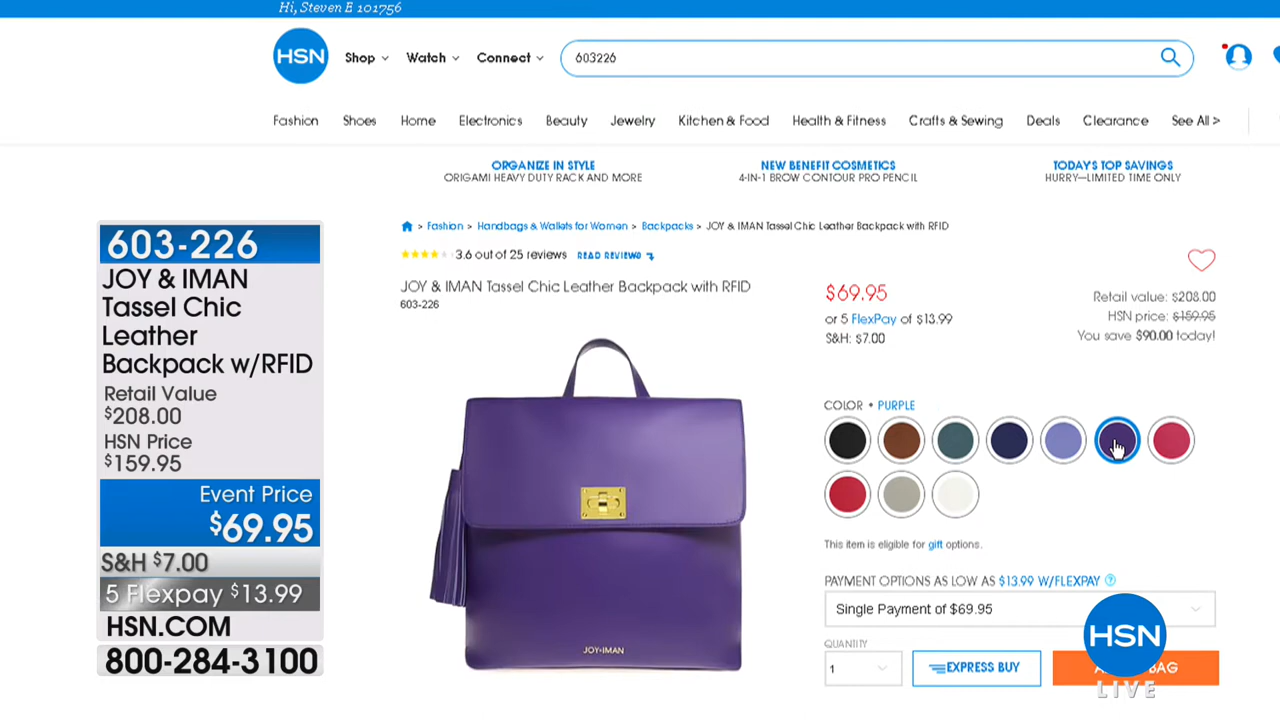 Hi, Steven E 101756
HSN
Shop
Watch
Connect
603226
Fashion
Shoes
Home
Electronics
Beauty
Jewelry
Kitchen & Food
Health & Fitness
Crafts & Sewing
Deals
Clearance
See All >
ORGANIZE IN STYLE
ORIGAMI HEAVY DUTY RACK AND MORE
NEW BENEFIT COSMETICS
4-IN-1 BROW CONTOUR PRO PENCIL
TODAY'S TOP SAVINGS
HURRY—LIMITED TIME ONLY
603-226
JOY & IMAN
Tassel Chic
Leather
Backpack w/RFID
Retail Value
$208.00
HSN Price
$159.95
Event Price
$69.95
S&H $7.00
5 Flexpay $13.99
HSN.COM
800-284-3100
> Fashion > Handbags & Wallets for Women > Backpacks > JOY & IMAN Tassel Chic Leather Backpack with RFID
3.6 out of 25 reviews READ REVIEWS
JOY & IMAN Tassel Chic Leather Backpack with RFID
603-226
JOY&IMAN
$69.95
or 5 FlexPay of $13.99
S&H: $7.00
Retail value: $208.00
HSN price: $159.95
You save $90.00 today!
COLOR • PURPLE
This item is eligible for gift options.
PAYMENT OPTIONS AS LOW AS $13.99 W/FLEXPAY ?
Single Payment of $69.95
QUANTITY
1
EXPRESS BUY
BAG
HSN
LIVE